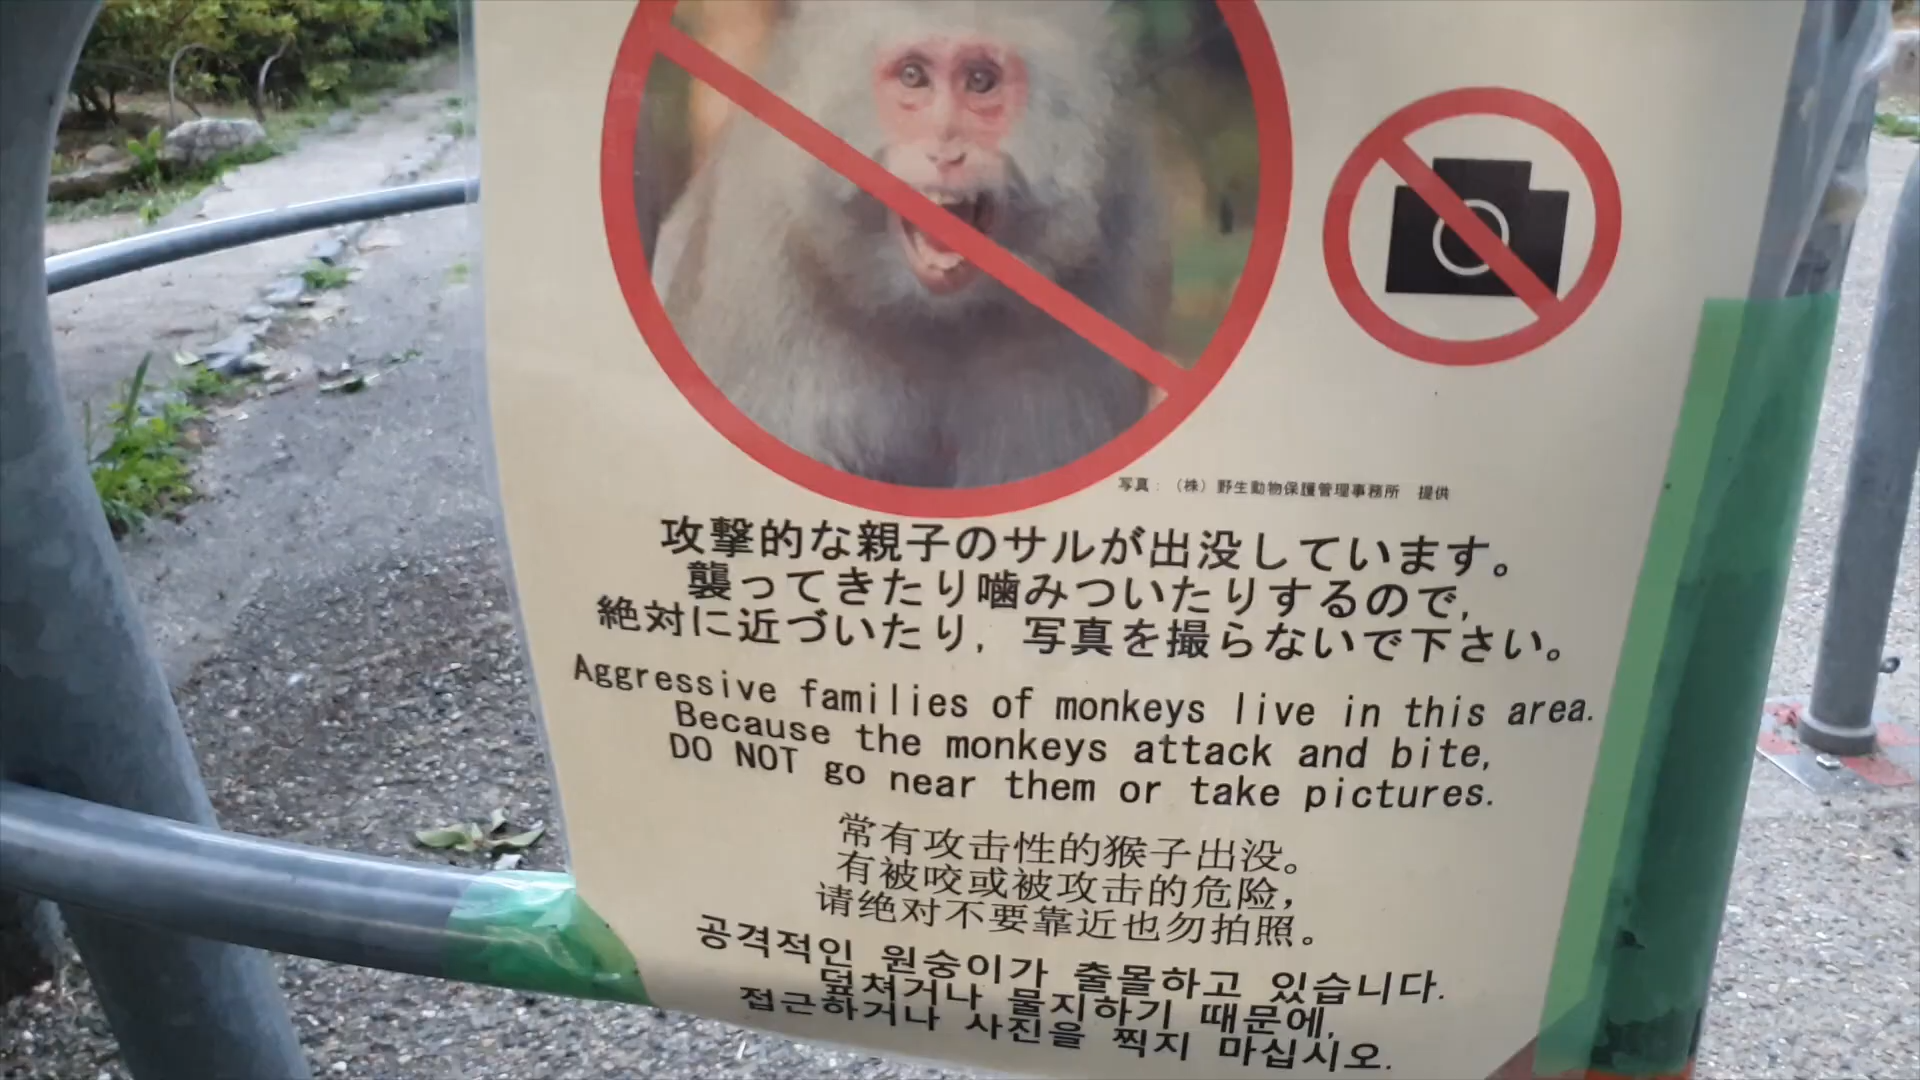 写真：（株）野生動物保護管理事務所　提供
攻撃的な親子のサルが出没しています。
襲ってきたり噛みついたりするので,
絶対に近づいたり, 写真を撮らないで下さい。
Aggressive families of monkeys live in this area.
Because the monkeys attack and bite,
DO NOT go near them or take pictures.
常有攻击性的猴子出没。
有被咬或被攻击的危险，
请绝对不要靠近也勿拍照。
공격적인 원숭이가 출몰하고 있습니다.
덮쳐거나 물지하기 때문에,
접근하거나 사진을 찍지 마십시오.